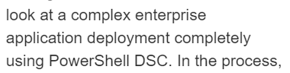 look at a complex enterprise
application deployment completely
using PowerShell DSC. In the process,